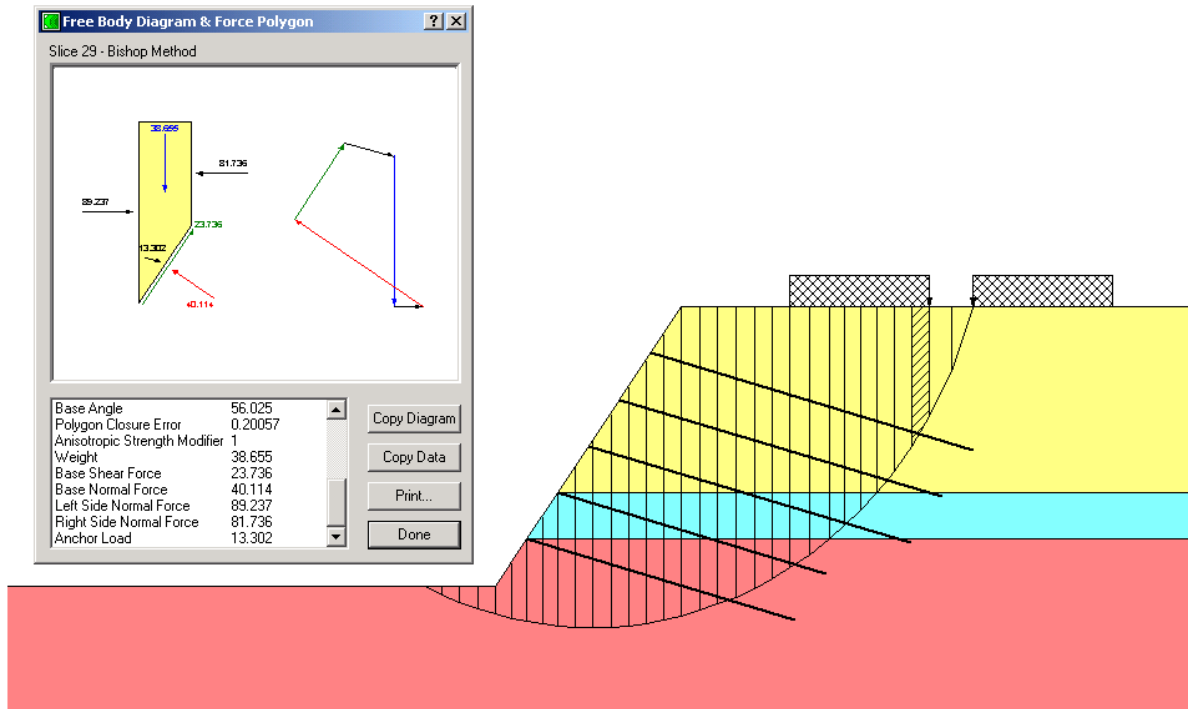 Free Body Diagram & Force Polygon
Slice 29 - Bishop Method
38.655
81.736
89.237
23.736
13.302
40.114
Base Angle 56.025
Polygon Closure Error 0.20057
Anisotropic Strength Modifier 1
Weight 38.655
Base Shear Force 23.736
Base Normal Force 40.114
Left Side Normal Force 89.237
Right Side Normal Force 81.736
Anchor Load 13.302
Copy Diagram
Copy Data
Print...
Done